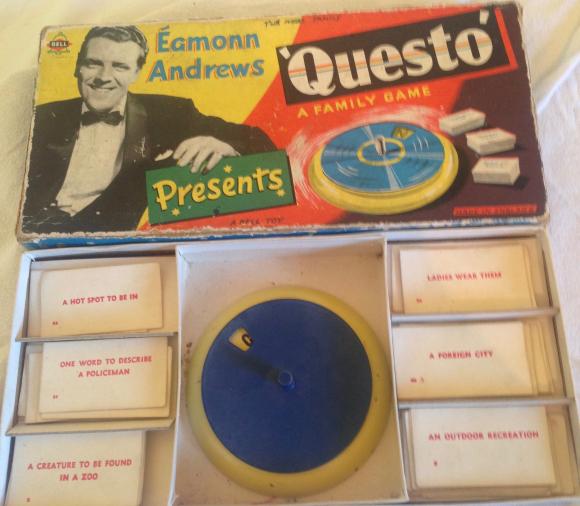 BELL
Éamonn
Andrews
'Questo'
A FAMILY GAME
Presents
A BELL TOY
MADE IN ENGLAND
A HOT SPOT TO BE IN
LADIES WEAR THEM
ONE WORD TO DESCRIBE
A POLICEMAN
A FOREIGN CITY
A CREATURE TO BE FOUND
IN A ZOO
AN OUTDOOR RECREATION